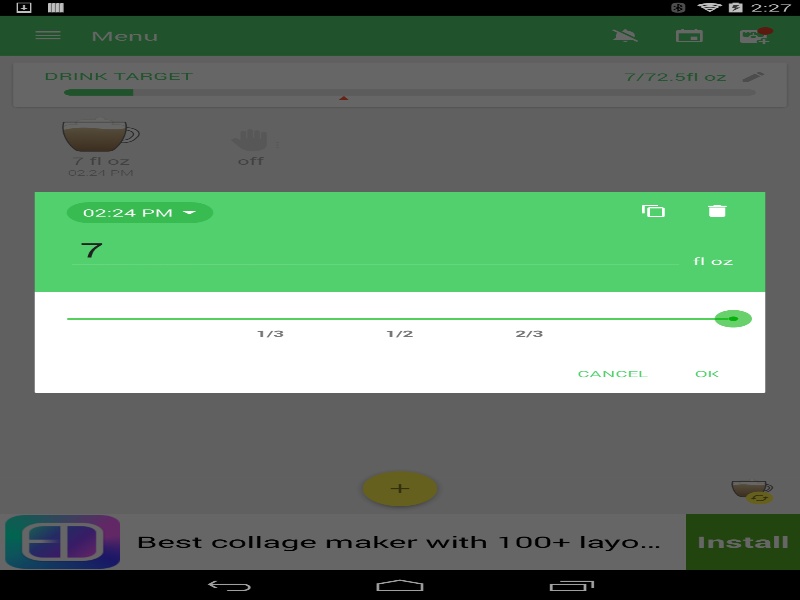 2:27
Menu
DRINK TARGET
7/72.5fl oz
7 fl oz
off
02:24 PM
02:24 PM
7
fl oz
1/3 1/2 2/3
CANCEL OK
+
Best collage maker with 100+ layo...
Install